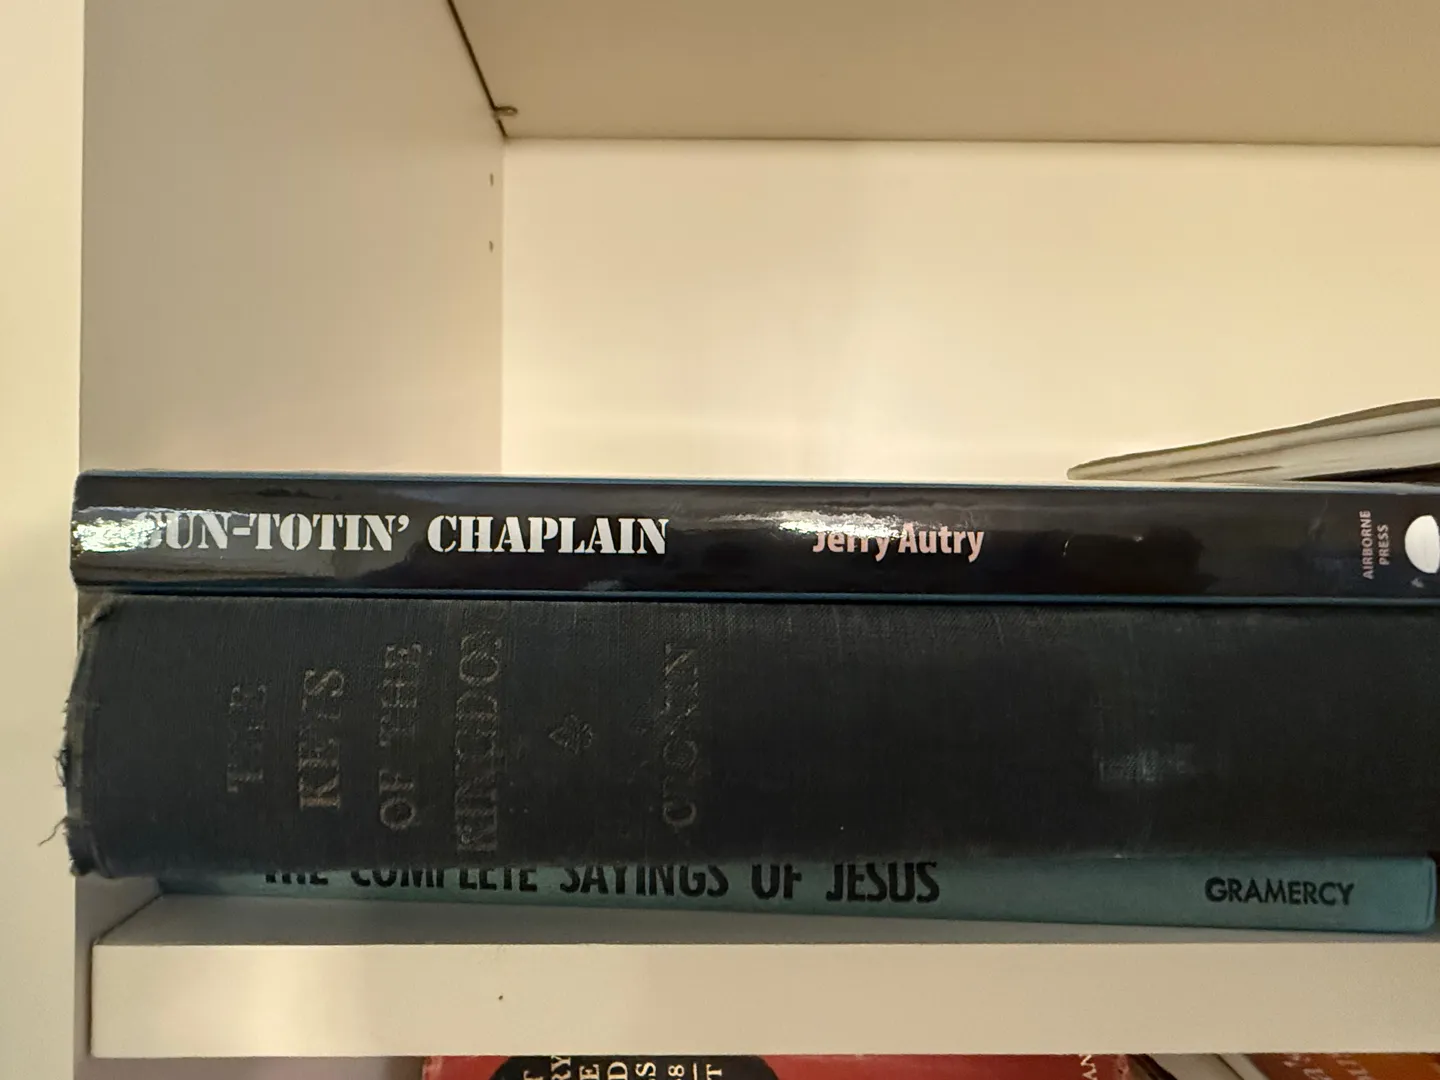 GUN-TOTIN' CHAPLAIN
Jerry Autry
AIRBORNE
PRESS
THE
KEYS
OF THE
KINGDOM
CRONIN
THE COMPLETE SAYINGS OF JESUS
GRAMERCY